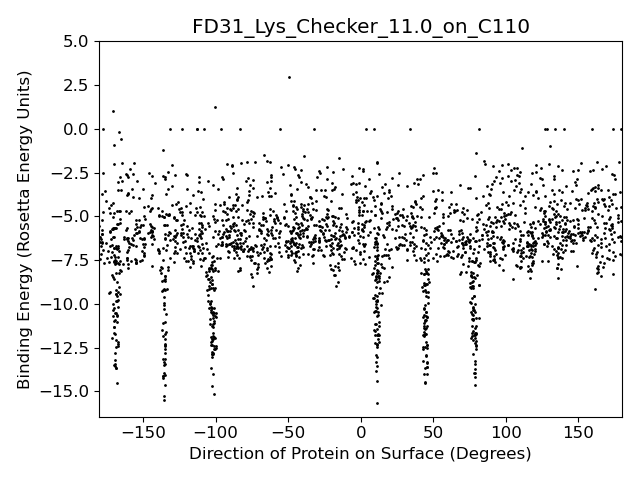 FD31_Lys_Checker_11.0_on_C110
5.0
2.5
0.0
−2.5
−5.0
−7.5
−10.0
−12.5
−15.0
Binding Energy (Rosetta Energy Units)
−150 −100 −50 0 50 100 150
Direction of Protein on Surface (Degrees)